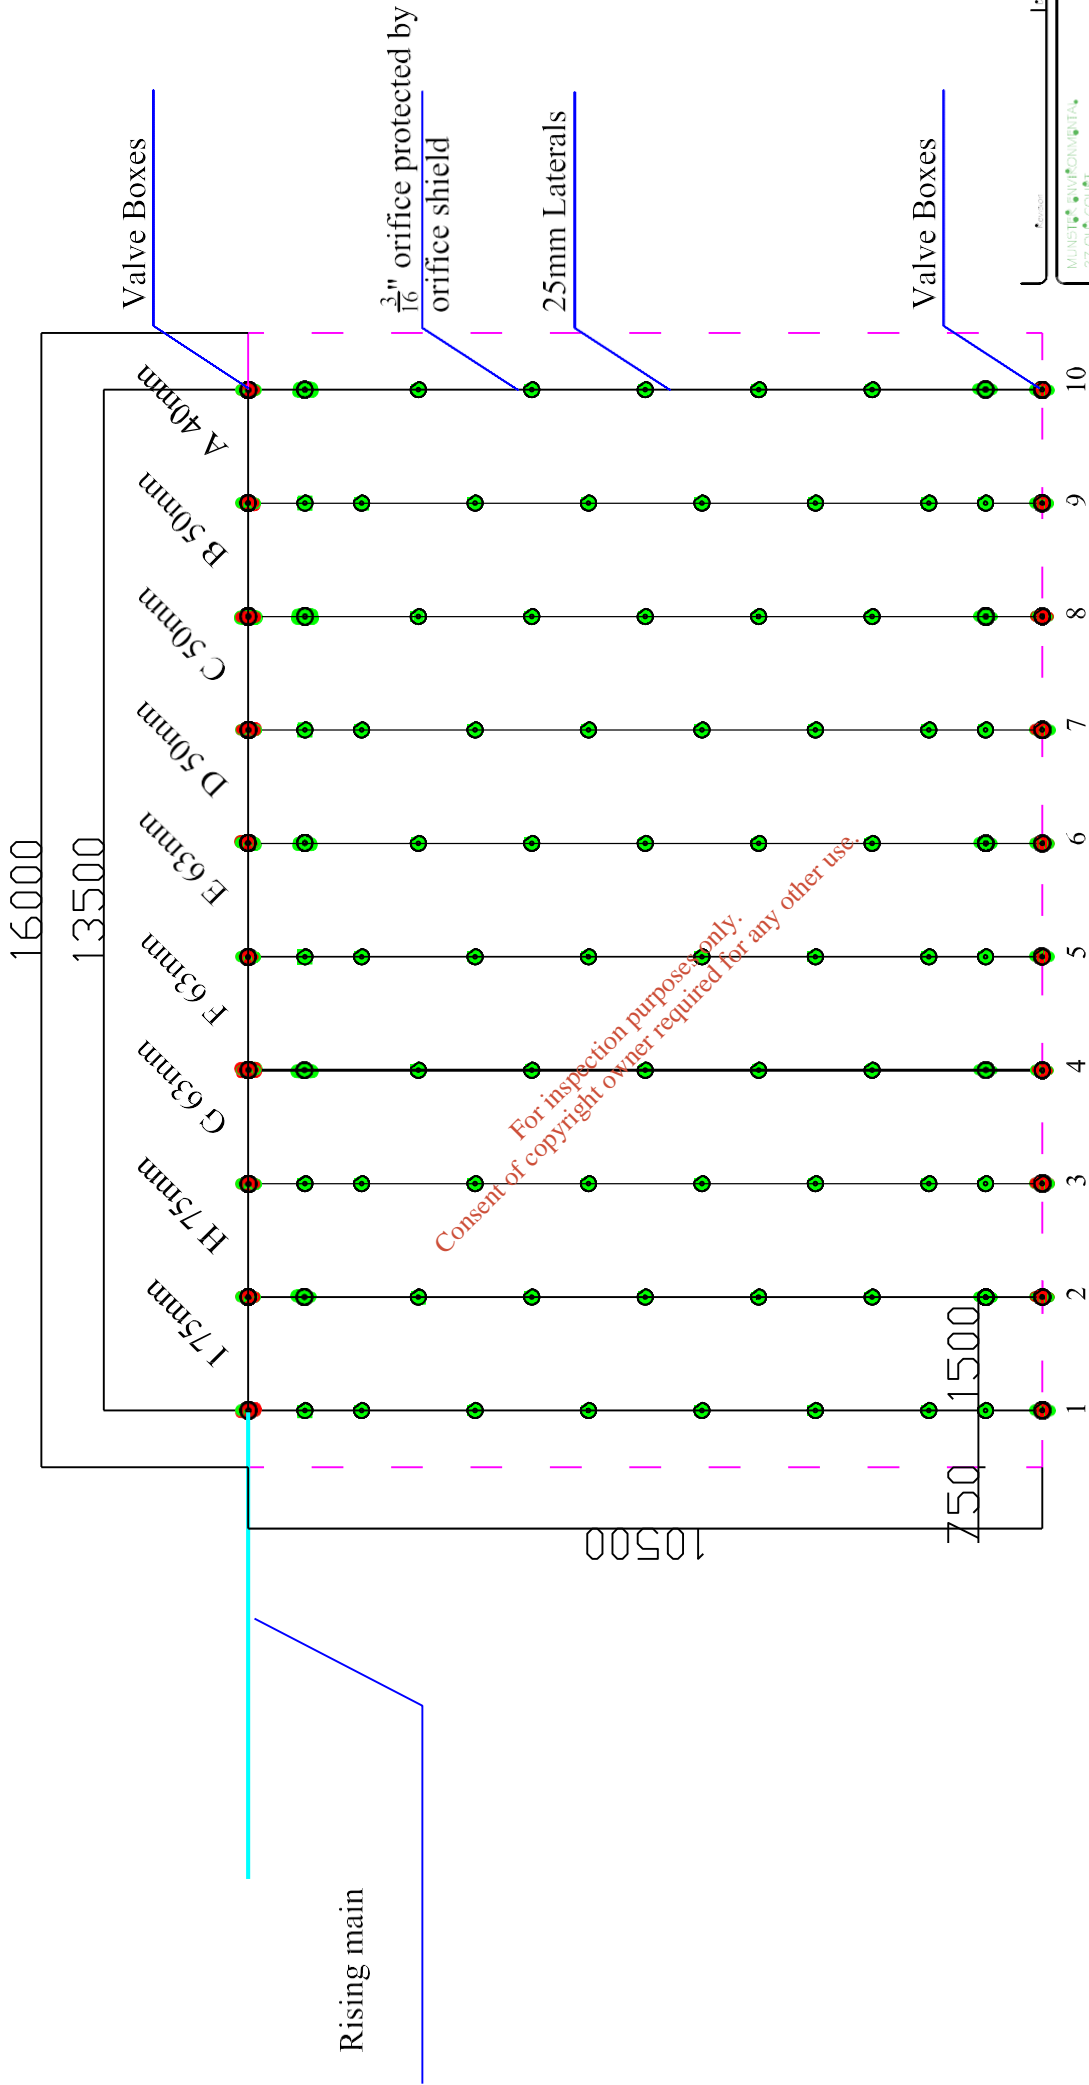 16000
13500
A 40mm
B 50mm
C 50mm
D 50mm
E 63mm
F 63mm
G 63mm
H 75mm
I 75mm
Valve Boxes
3/16" orifice protected by
orifice shield
25mm Laterals
Valve Boxes
Rising main
10500
750
1500
1
2
3
4
5
6
7
8
9
10
For inspection purposes only.
Consent of copyright owner required for any other use.
MUNSTER ENVIRONMENTAL